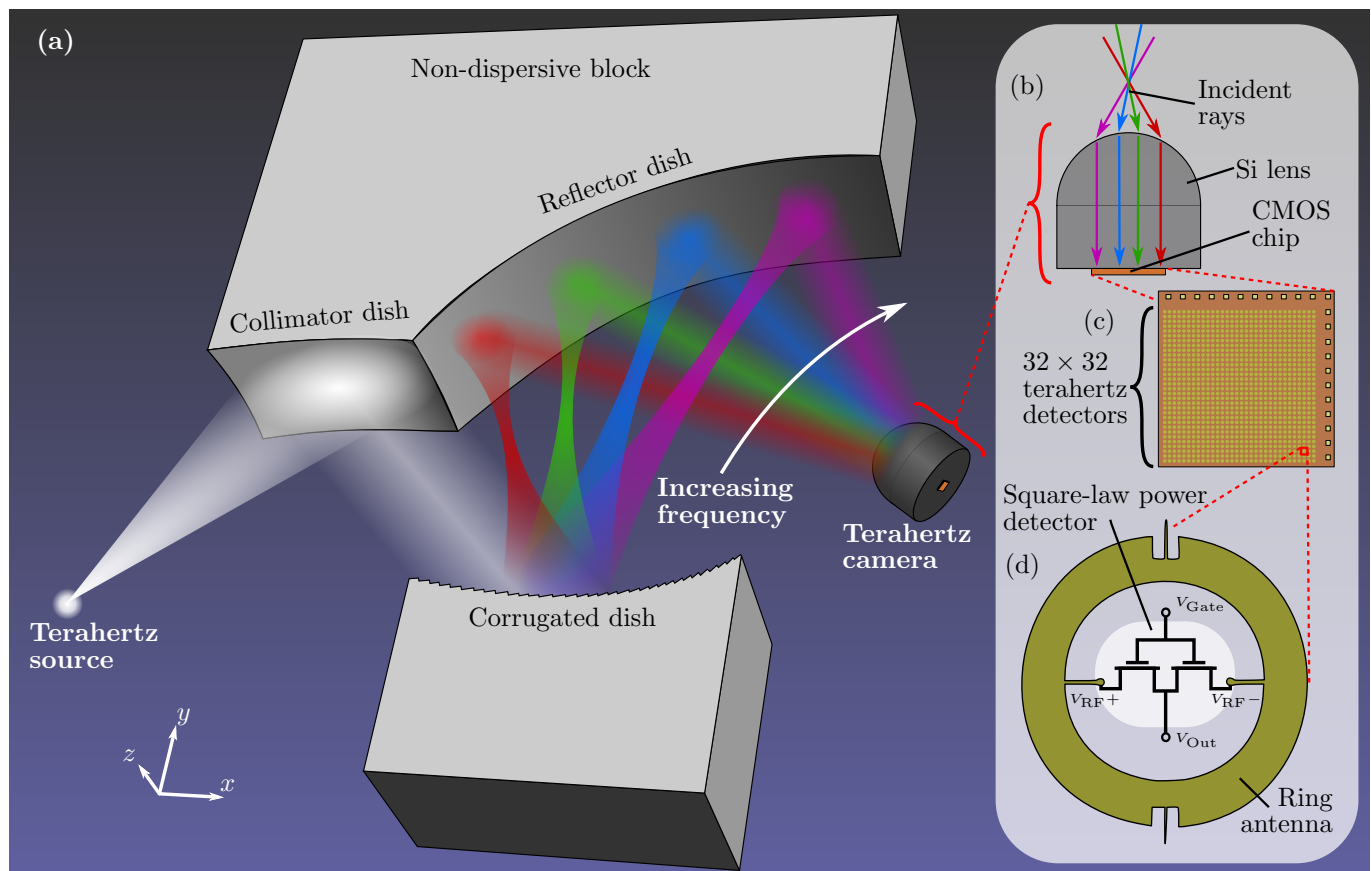 (a)
Non-dispersive block
Reflector dish
Collimator dish
Increasing
frequency
Terahertz
camera
Corrugated dish
Terahertz
source
y
z
x
(b)
Incident
rays
Si lens
CMOS
chip
(c)
32 × 32
terahertz
detectors
Square-law power
detector
(d)
V_Gate
V_RF+
V_RF−
V_Out
Ring
antenna